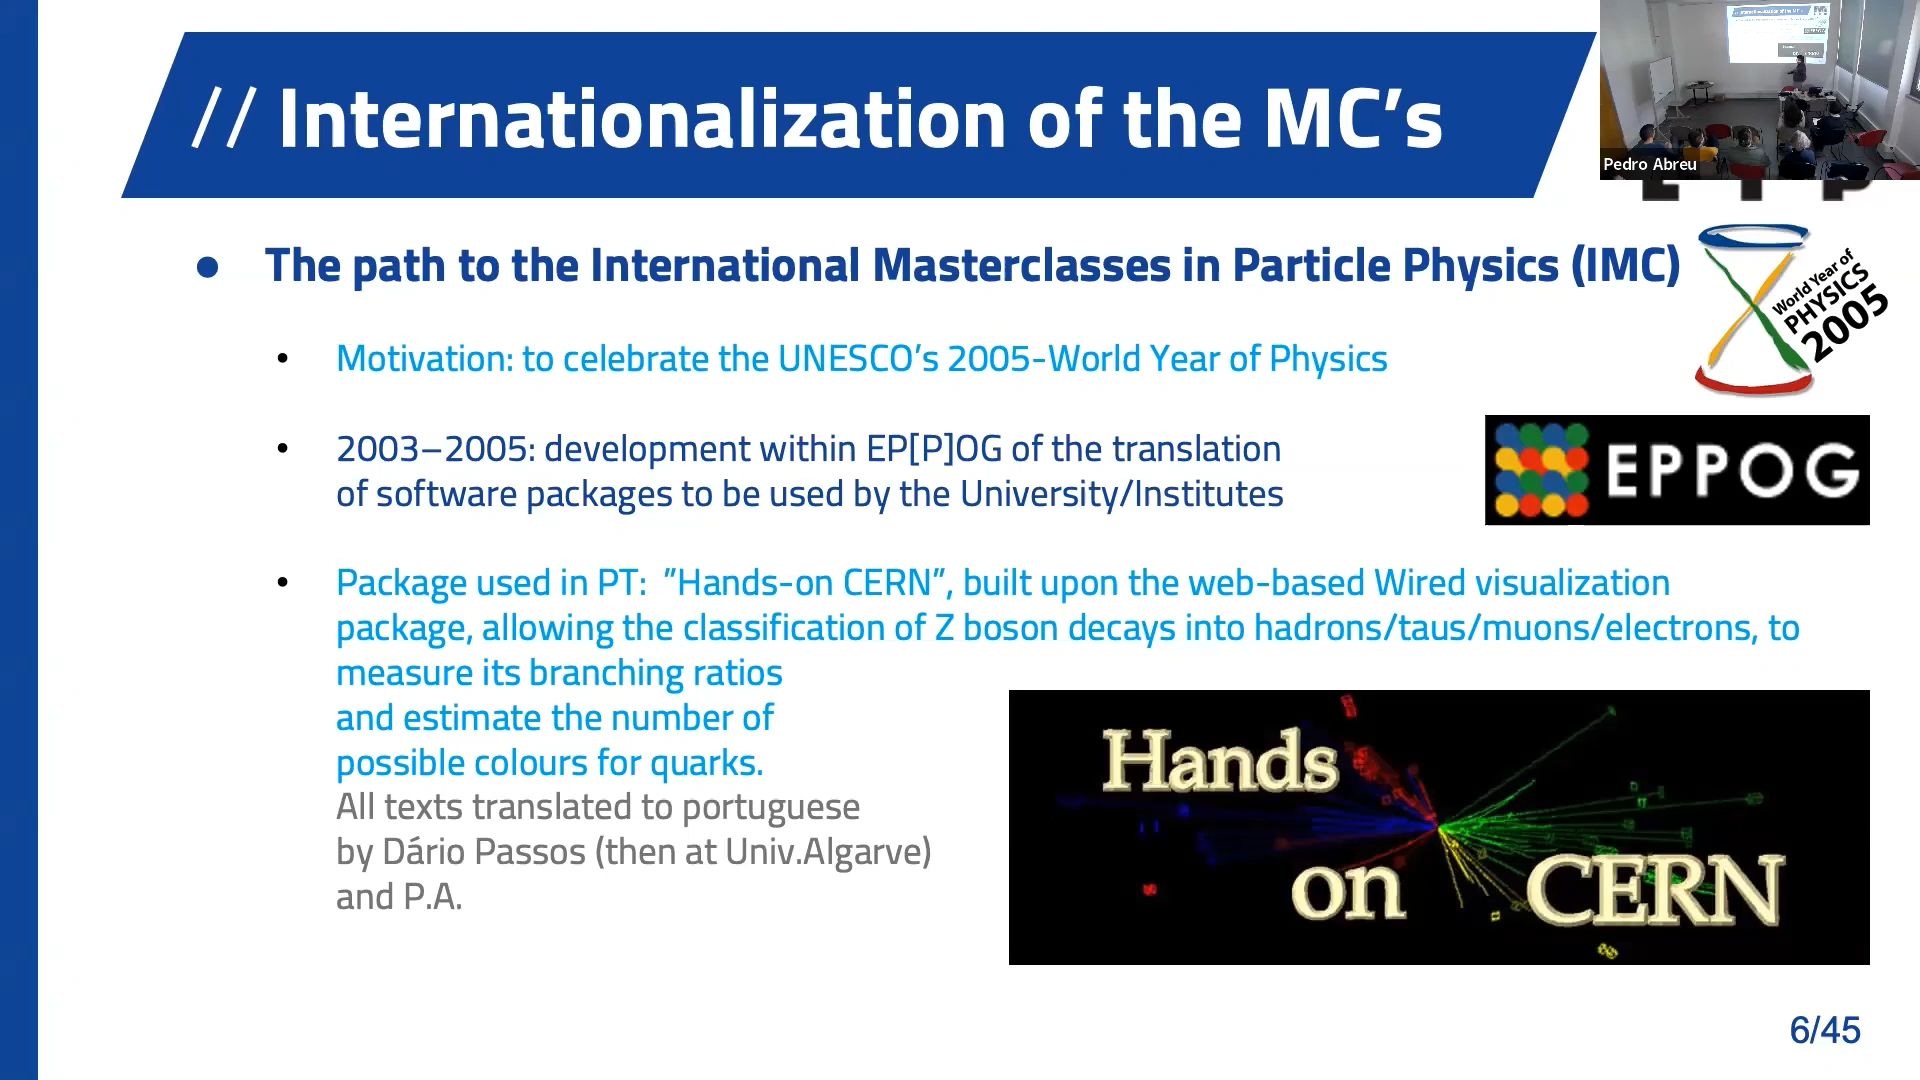 // Internationalization of the MC's
Pedro Abreu
● The path to the International Masterclasses in Particle Physics (IMC)
World Year of
PHYSICS
2005
• Motivation: to celebrate the UNESCO's 2005-World Year of Physics
• 2003–2005: development within EP[P]OG of the translation
of software packages to be used by the University/Institutes
EPPOG
• Package used in PT: "Hands-on CERN", built upon the web-based Wired visualization
package, allowing the classification of Z boson decays into hadrons/taus/muons/electrons, to
measure its branching ratios
and estimate the number of
possible colours for quarks.
All texts translated to portuguese
by Dário Passos (then at Univ.Algarve)
and P.A.
Hands
on CERN
6/45